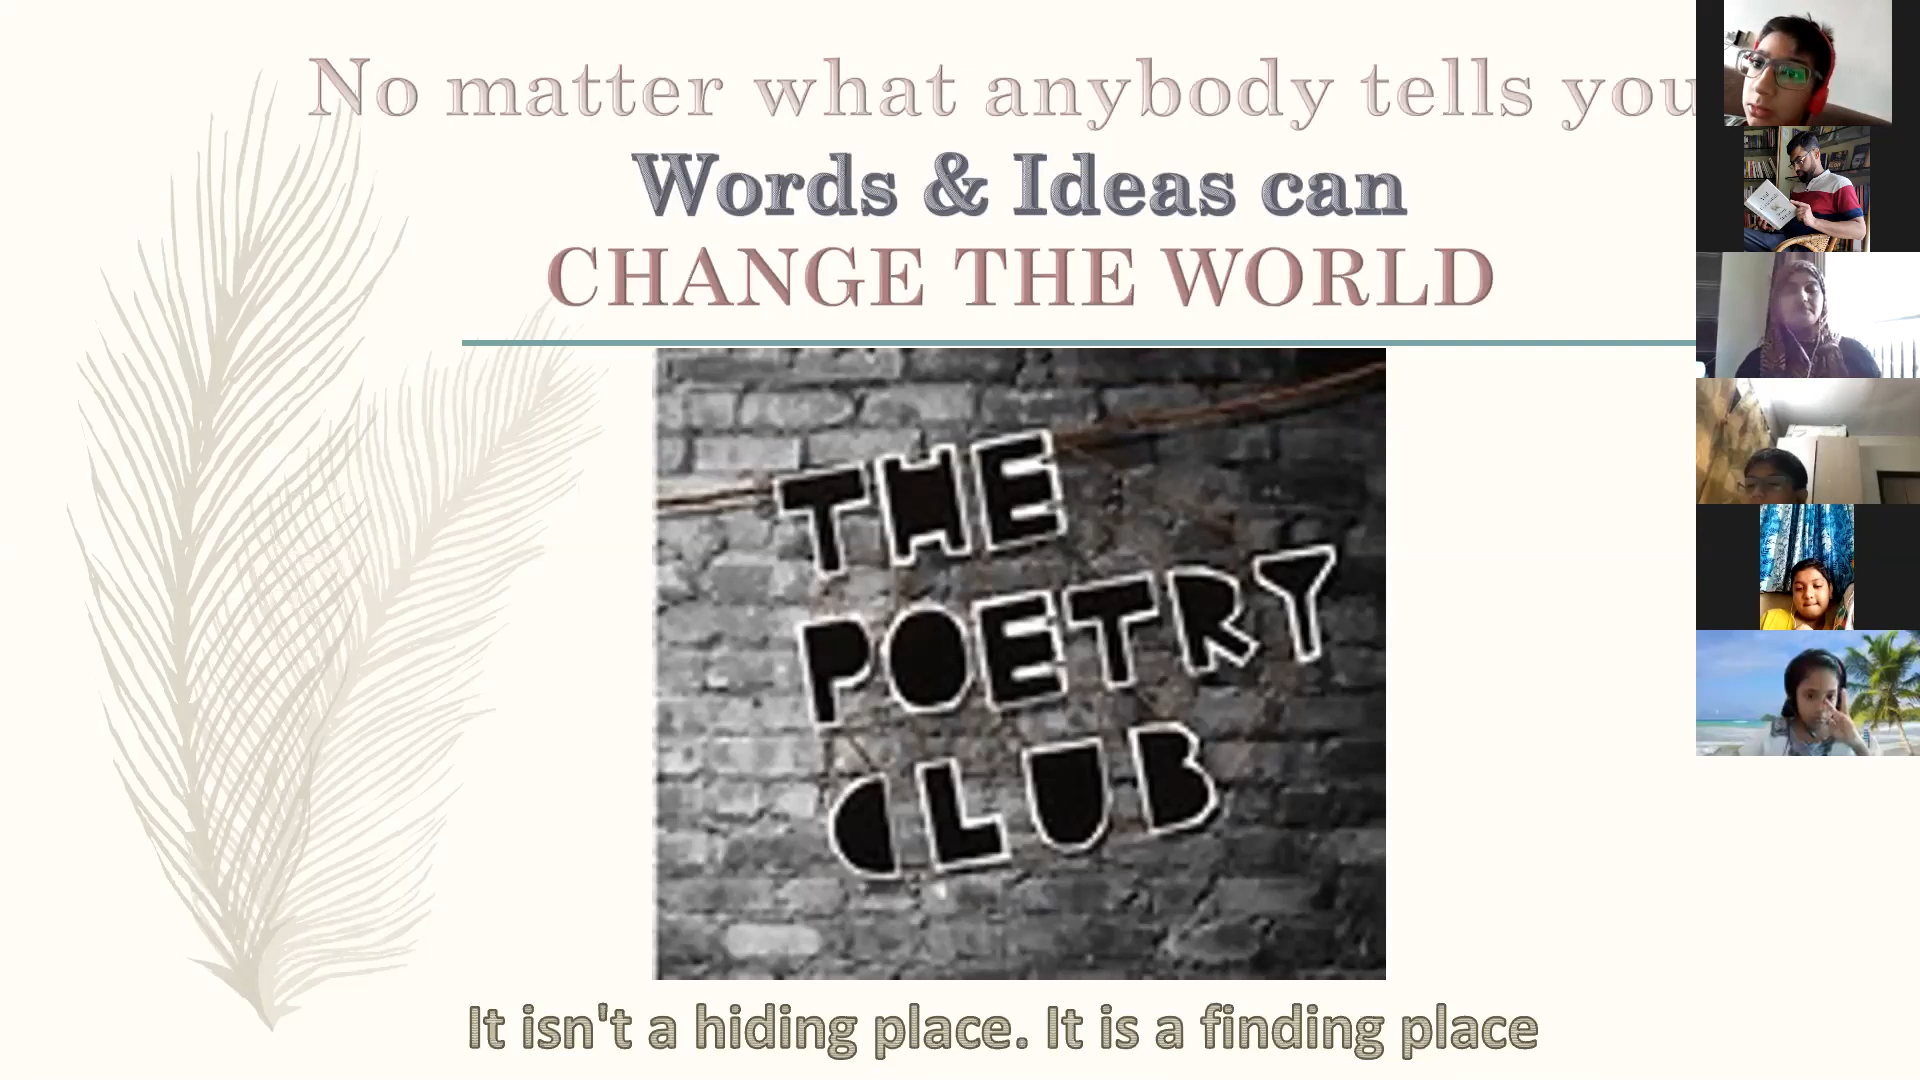 No matter what anybody tells you
Words & Ideas can
CHANGE THE WORLD
THE
POETRY
CLUB
It isn't a hiding place. It is a finding place